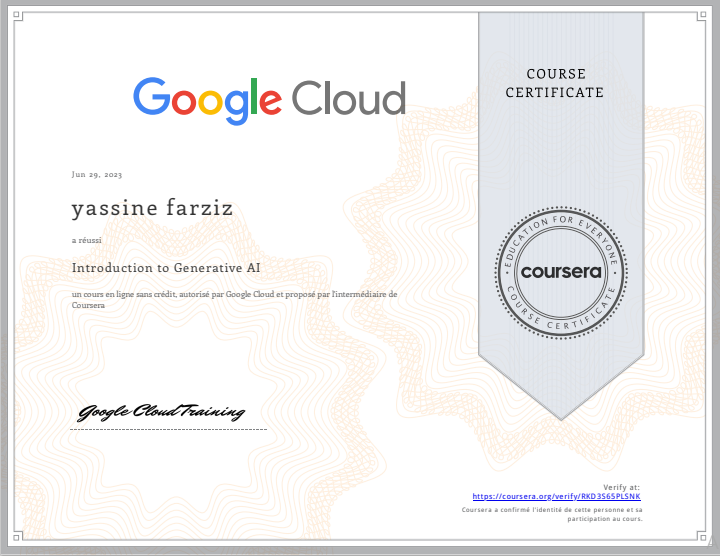 Google Cloud
COURSE
CERTIFICATE
Jun 29, 2023
yassine farziz
a réussi
Introduction to Generative AI
un cours en ligne sans crédit, autorisé par Google Cloud et proposé par l'intermédiaire de
Coursera
EDUCATION FOR EVERYONE
coursera
COURSE CERTIFICATE
Google Cloud Training
Verify at:
https://coursera.org/verify/RKD3S65PLSNK
Coursera a confirmé l'identité de cette personne et sa
participation au cours.